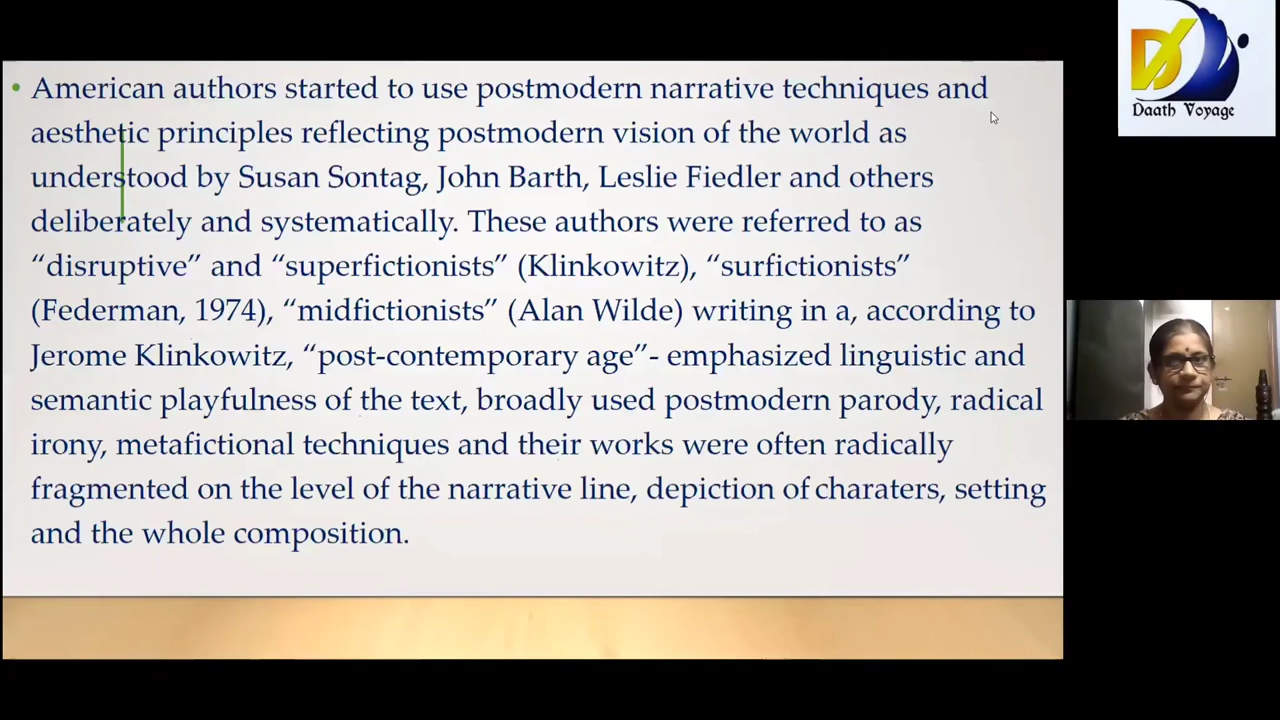 • American authors started to use postmodern narrative techniques and
aesthetic principles reflecting postmodern vision of the world as
understood by Susan Sontag, John Barth, Leslie Fiedler and others
deliberately and systematically. These authors were referred to as
“disruptive” and “superfictionists” (Klinkowitz), “surfictionists”
(Federman, 1974), “midfictionists” (Alan Wilde) writing in a, according to
Jerome Klinkowitz, “post-contemporary age”- emphasized linguistic and
semantic playfulness of the text, broadly used postmodern parody, radical
irony, metafictional techniques and their works were often radically
fragmented on the level of the narrative line, depiction of charaters, setting
and the whole composition.
Daath Voyage